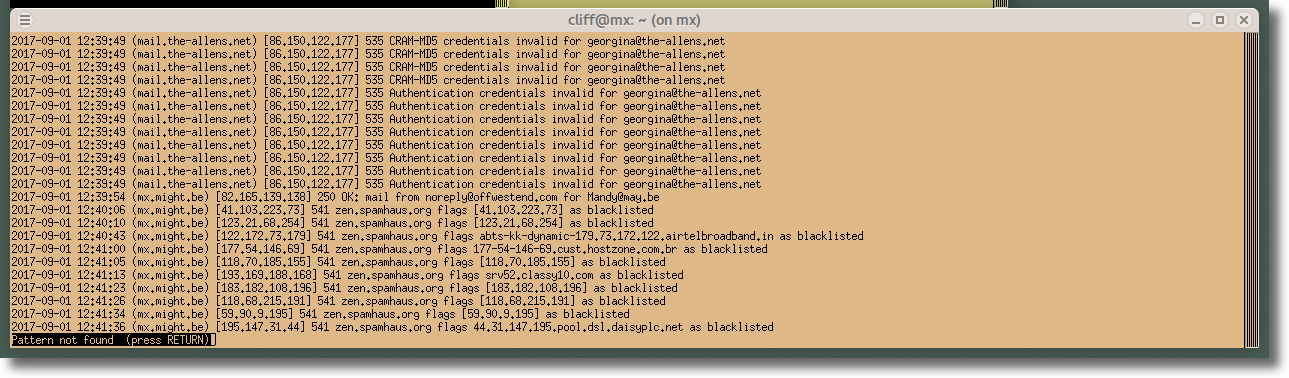 cliff@mx: ~ (on mx)
2017-09-01 12:39:49 (mail.the-allens.net) [86.150.122.177] 535 CRAM-MD5 credentials invalid for georgina@the-allens.net
2017-09-01 12:39:49 (mail.the-allens.net) [86.150.122.177] 535 CRAM-MD5 credentials invalid for georgina@the-allens.net
2017-09-01 12:39:49 (mail.the-allens.net) [86.150.122.177] 535 CRAM-MD5 credentials invalid for georgina@the-allens.net
2017-09-01 12:39:49 (mail.the-allens.net) [86.150.122.177] 535 CRAM-MD5 credentials invalid for georgina@the-allens.net
2017-09-01 12:39:49 (mail.the-allens.net) [86.150.122.177] 535 Authentication credentials invalid for georgina@the-allens.net
2017-09-01 12:39:49 (mail.the-allens.net) [86.150.122.177] 535 Authentication credentials invalid for georgina@the-allens.net
2017-09-01 12:39:49 (mail.the-allens.net) [86.150.122.177] 535 Authentication credentials invalid for georgina@the-allens.net
2017-09-01 12:39:49 (mail.the-allens.net) [86.150.122.177] 535 Authentication credentials invalid for georgina@the-allens.net
2017-09-01 12:39:49 (mail.the-allens.net) [86.150.122.177] 535 Authentication credentials invalid for georgina@the-allens.net
2017-09-01 12:39:49 (mail.the-allens.net) [86.150.122.177] 535 Authentication credentials invalid for georgina@the-allens.net
2017-09-01 12:39:49 (mail.the-allens.net) [86.150.122.177] 535 Authentication credentials invalid for georgina@the-allens.net
2017-09-01 12:39:49 (mail.the-allens.net) [86.150.122.177] 535 Authentication credentials invalid for georgina@the-allens.net
2017-09-01 12:39:54 (mx.might.be) [82.165.139.138] 250 OK: mail from noreply@offwestend.com for Mandy@may.be
2017-09-01 12:40:06 (mx.might.be) [41.103.223.73] 541 zen.spamhaus.org flags [41.103.223.73] as blacklisted
2017-09-01 12:40:10 (mx.might.be) [123.21.68.254] 541 zen.spamhaus.org flags [123.21.68.254] as blacklisted
2017-09-01 12:40:43 (mx.might.be) [122.172.73.179] 541 zen.spamhaus.org flags abts-kk-dynamic-179.73.172.122.airtelbroadband.in as blacklisted
2017-09-01 12:41:00 (mx.might.be) [177.54.146.69] 541 zen.spamhaus.org flags 177-54-146-69.cust.hostzone.com.br as blacklisted
2017-09-01 12:41:05 (mx.might.be) [118.70.185.155] 541 zen.spamhaus.org flags [118.70.185.155] as blacklisted
2017-09-01 12:41:13 (mx.might.be) [193.169.188.168] 541 zen.spamhaus.org flags srv52.classy10.com as blacklisted
2017-09-01 12:41:23 (mx.might.be) [183.182.108.196] 541 zen.spamhaus.org flags [183.182.108.196] as blacklisted
2017-09-01 12:41:26 (mx.might.be) [118.68.215.191] 541 zen.spamhaus.org flags [118.68.215.191] as blacklisted
2017-09-01 12:41:34 (mx.might.be) [59.90.9.195] 541 zen.spamhaus.org flags [59.90.9.195] as blacklisted
2017-09-01 12:41:36 (mx.might.be) [195.147.31.44] 541 zen.spamhaus.org flags 44.31.147.195.pool.dsl.daisyplc.net as blacklisted
Pattern not found  (press RETURN)